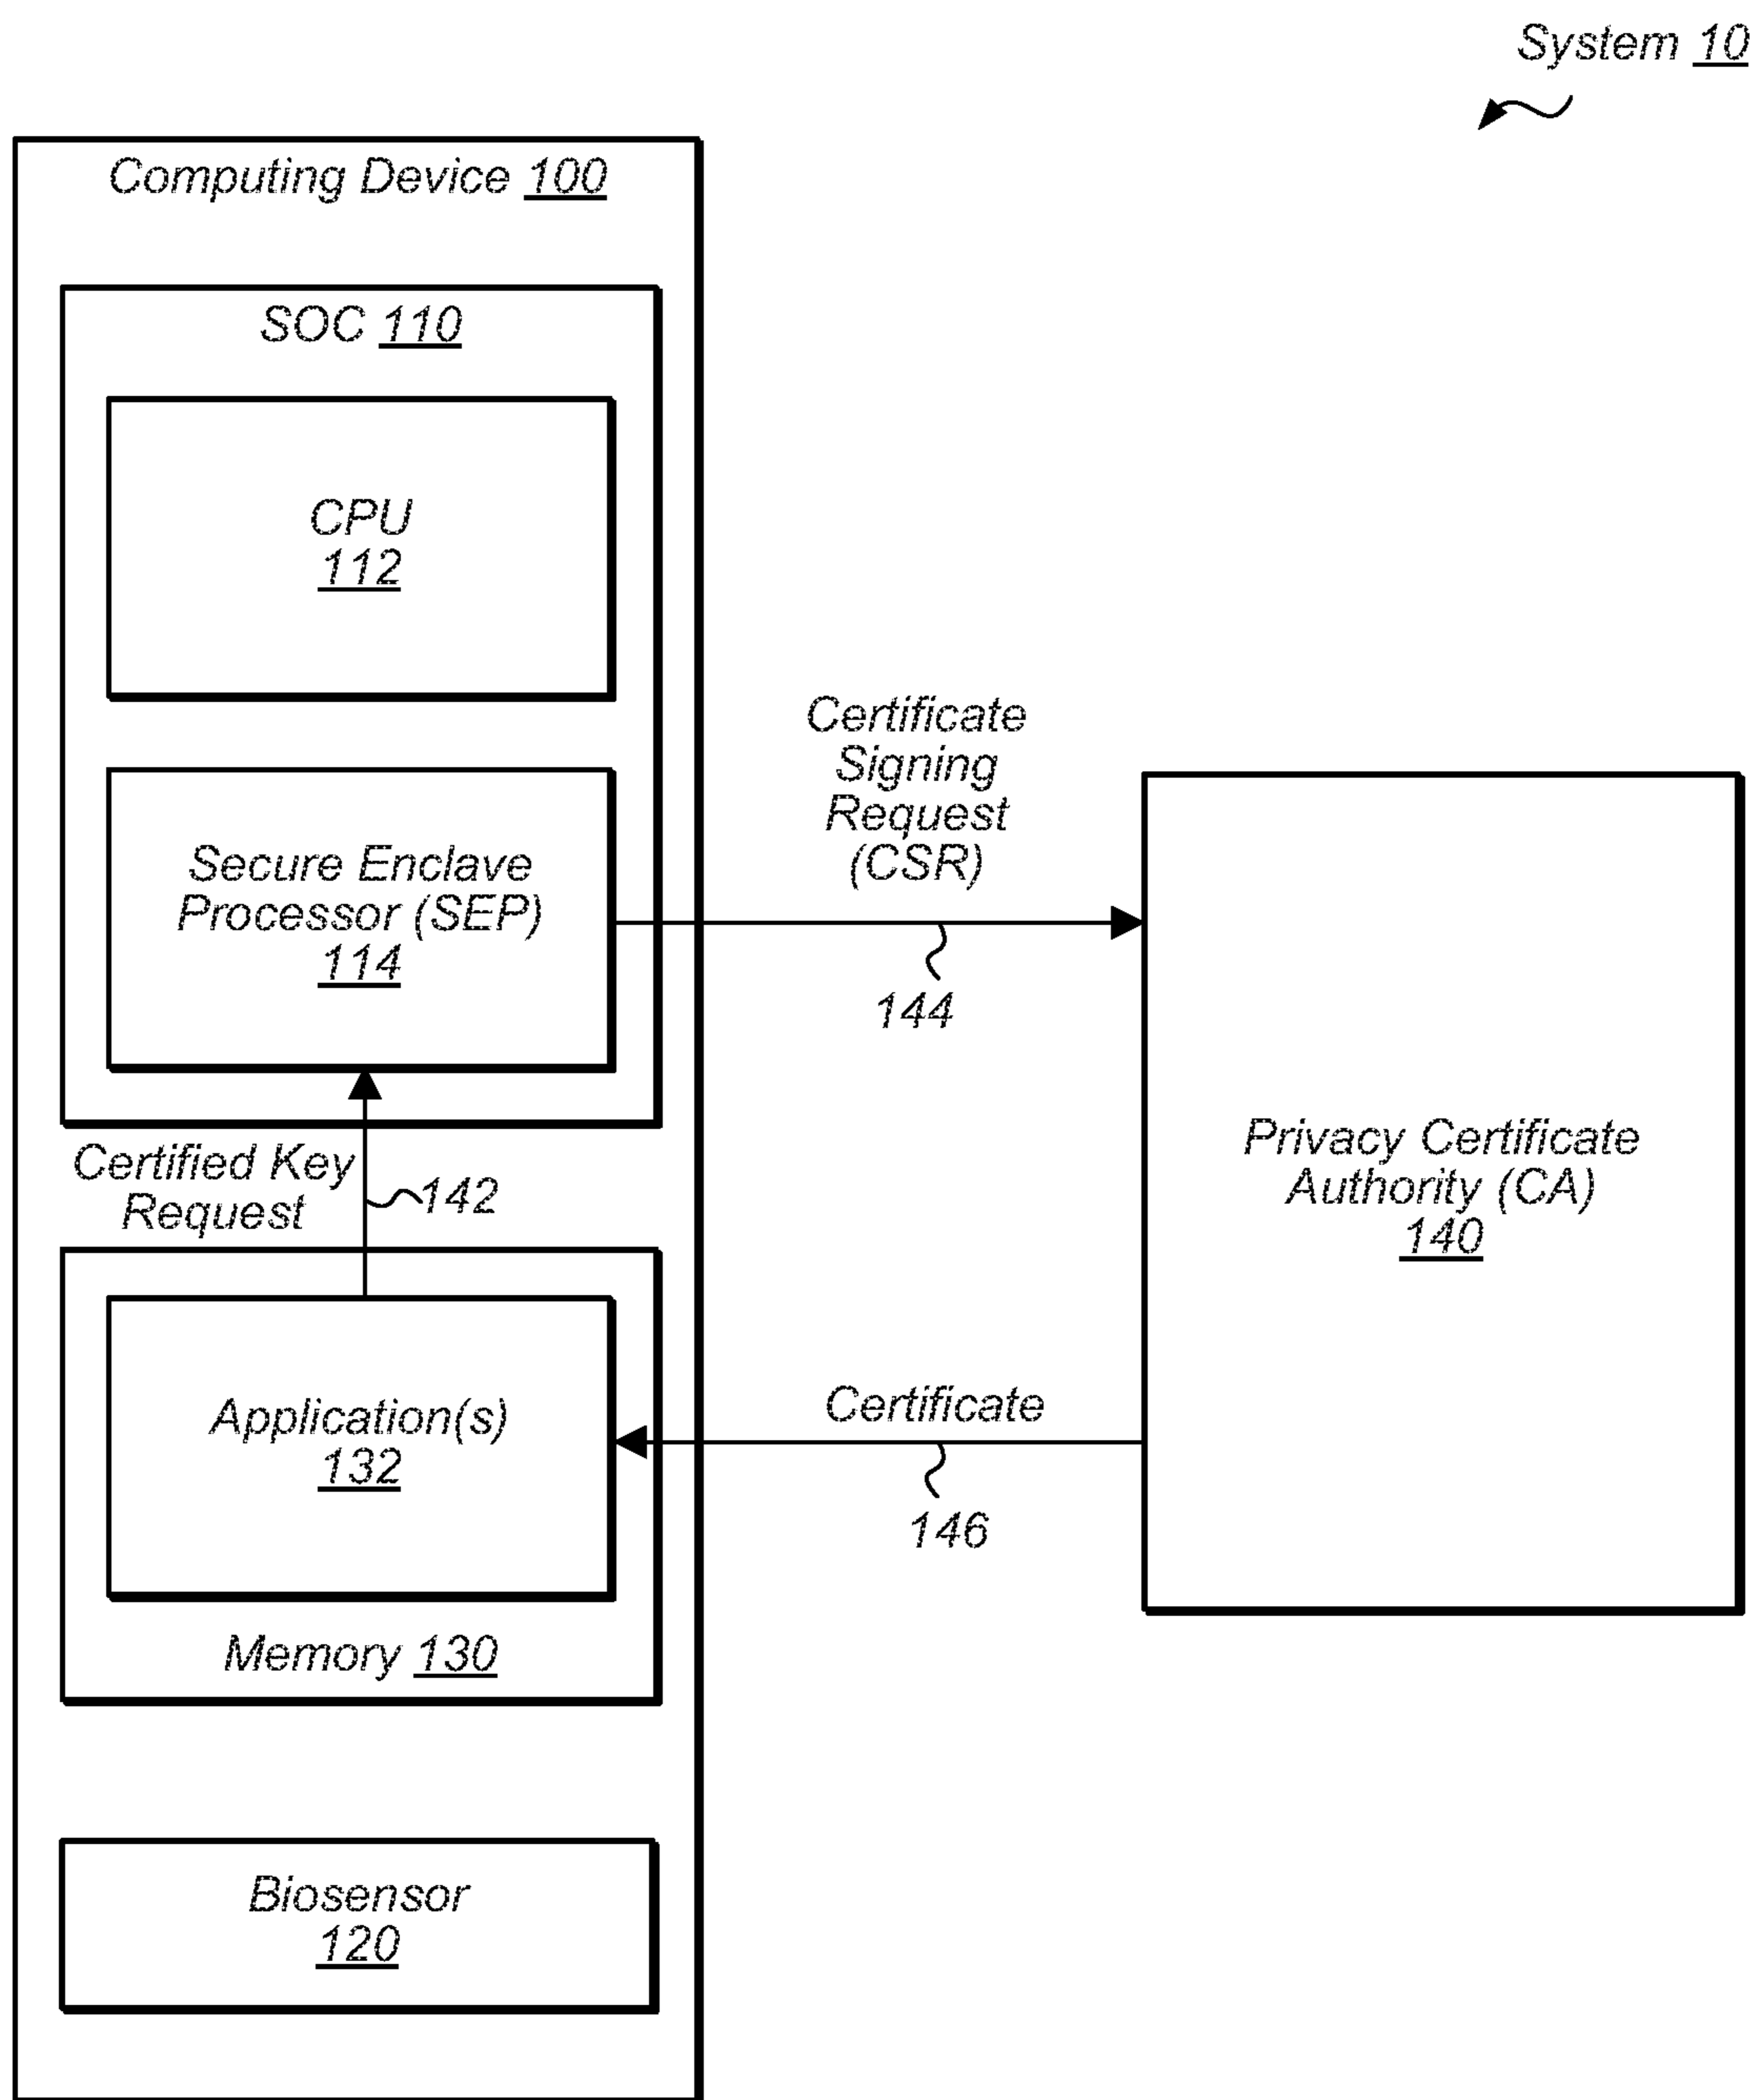 System 10
Computing Device 100
SOC 110
CPU
112
Secure Enclave
Processor (SEP)
114
Certificate
Signing
Request
(CSR)
144
Certified Key
Request
142
Privacy Certificate
Authority (CA)
140
Application(s)
132
Certificate
146
Memory 130
Biosensor
120